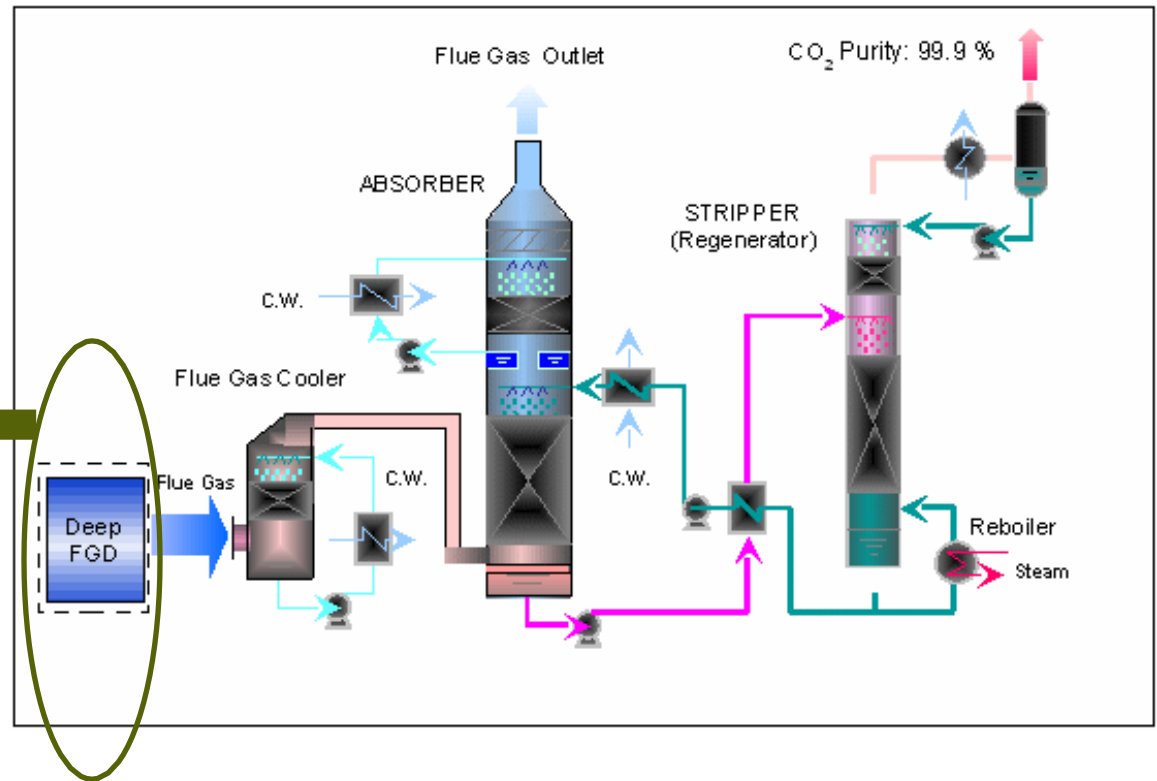 Flue Gas Outlet
CO2 Purity: 99.9 %
ABSORBER
STRIPPER
(Regenerator)
C.W.
Flue Gas Cooler
C.W.
C.W.
Flue Gas
Deep
FGD
Reboiler
Steam